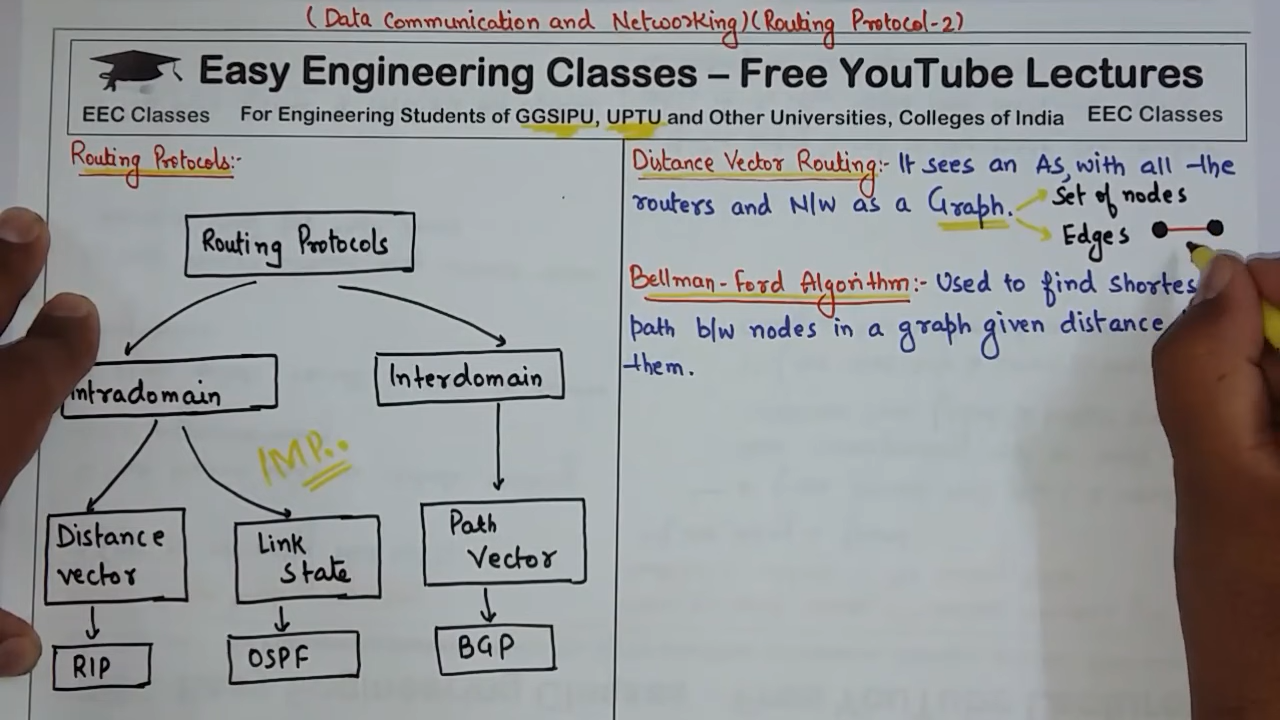 (Data Communication and Networking)(Routing Protocol-2)
Easy Engineering Classes – Free YouTube Lectures
EEC Classes For Engineering Students of GGSIPU, UPTU and Other Universities, Colleges of India EEC Classes
Routing Protocols:-
Routing Protocols
Intradomain
Interdomain
IMP..
Distance
vector
Link
State
Path
Vector
RIP
OSPF
BGP
Distance Vector Routing:- It sees an AS, with all the
routers and N/W as a Graph.
Set of nodes
Edges
Bellman-Ford Algorithm:- Used to find shortes
path b/w nodes in a graph given distance
them.